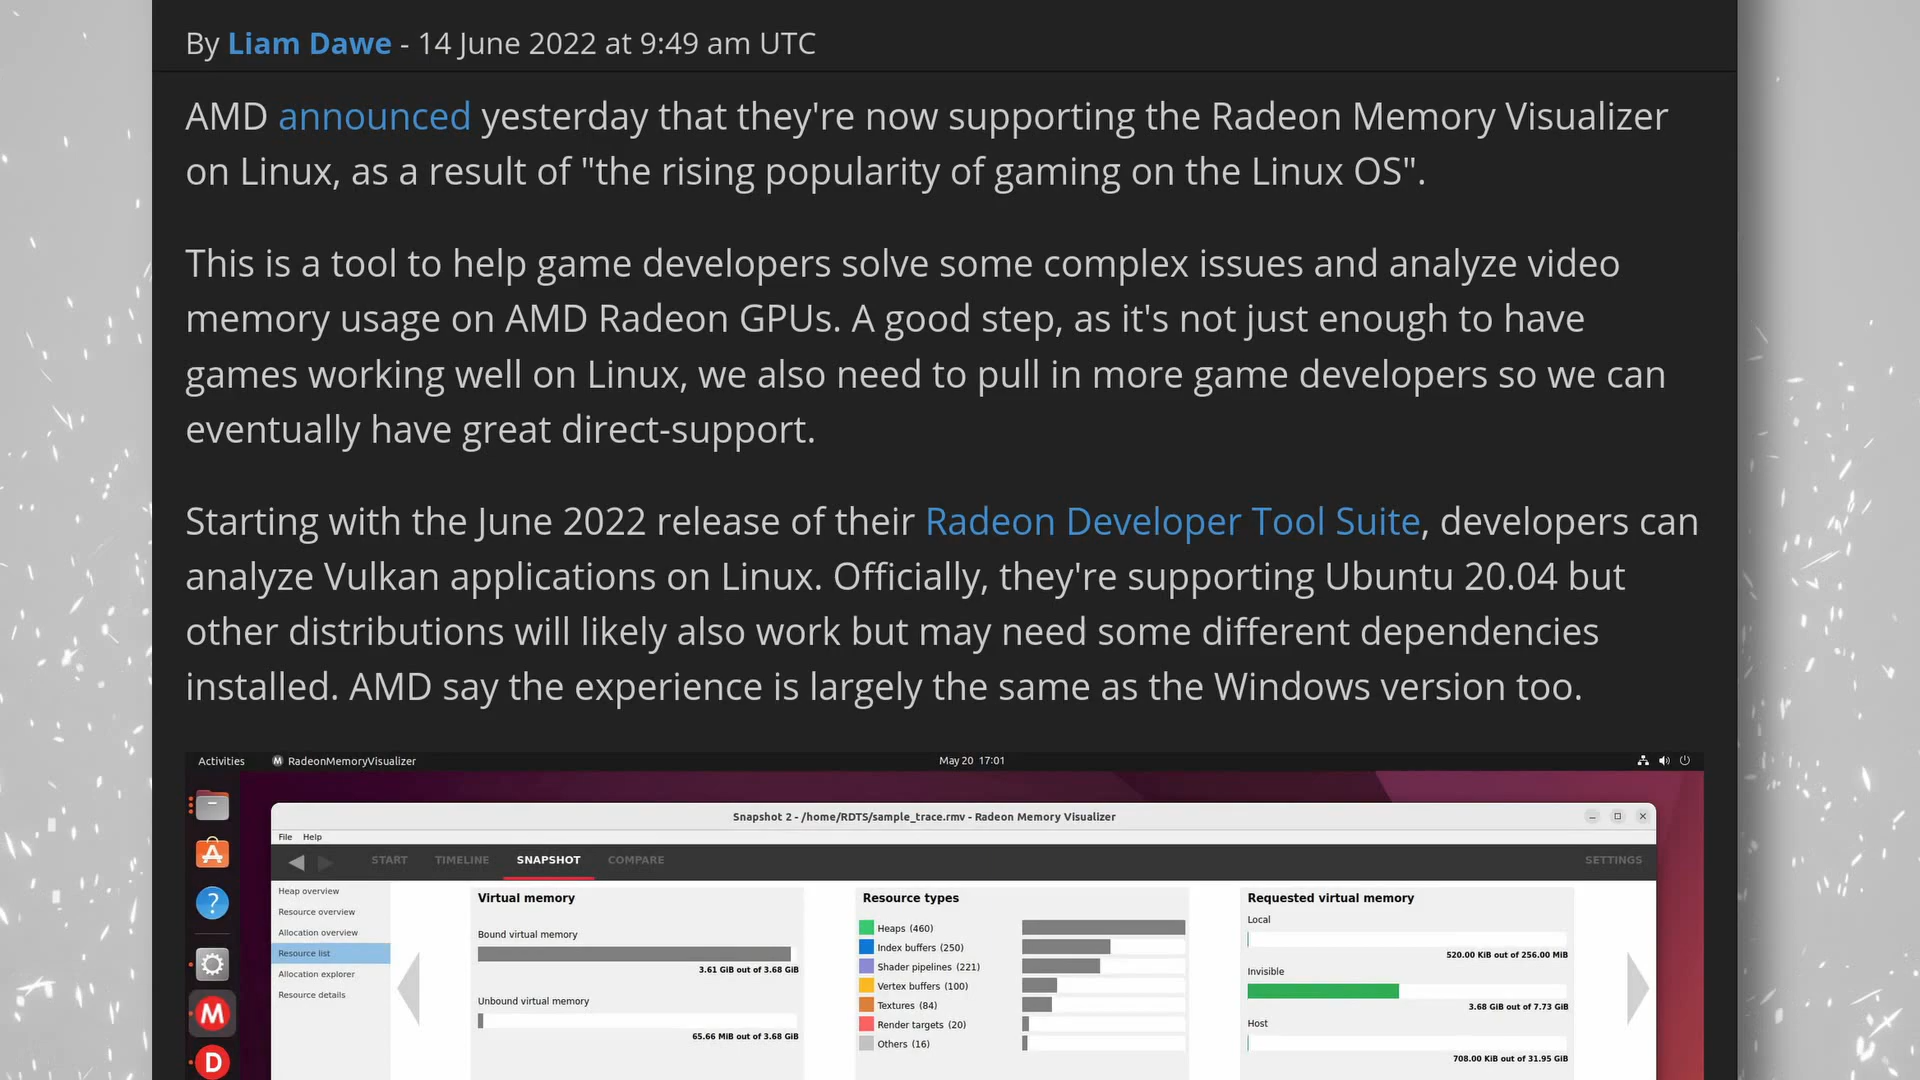 By Liam Dawe - 14 June 2022 at 9:49 am UTC
AMD announced yesterday that they're now supporting the Radeon Memory Visualizer
on Linux, as a result of "the rising popularity of gaming on the Linux OS".
This is a tool to help game developers solve some complex issues and analyze video
memory usage on AMD Radeon GPUs. A good step, as it's not just enough to have
games working well on Linux, we also need to pull in more game developers so we can
eventually have great direct-support.
Starting with the June 2022 release of their Radeon Developer Tool Suite, developers can
analyze Vulkan applications on Linux. Officially, they're supporting Ubuntu 20.04 but
other distributions will likely also work but may need some different dependencies
installed. AMD say the experience is largely the same as the Windows version too.
Activities M RadeonMemoryVisualizer May 20 17:01
Snapshot 2 - /home/RDTS/sample_trace.rmv - Radeon Memory Visualizer
File Help
START TIMELINE SNAPSHOT COMPARE SETTINGS
Heap overview
Resource overview
Allocation overview
Resource list
Allocation explorer
Resource details
Virtual memory
Bound virtual memory
3.61 GiB out of 3.68 GiB
Unbound virtual memory
65.66 MiB out of 3.68 GiB
Resource types
Heaps (460)
Index buffers (250)
Shader pipelines (221)
Vertex buffers (100)
Textures (84)
Render targets (20)
Others (16)
Requested virtual memory
Local
520.00 KiB out of 256.00 MiB
Invisible
3.68 GiB out of 7.73 GiB
Host
708.00 KiB out of 31.95 GiB
A
?
M
D